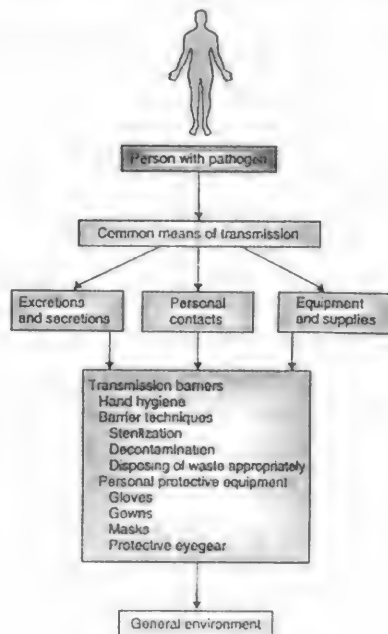 Person with pathogen
Common means of transmission
Excretions
and secretions
Personal
contacts
Equipment
and supplies
Transmission barriers
Hand hygiene
Barrier techniques
Sterilization
Decontamination
Disposing of waste appropriately
Personal protective equipment
Gloves
Gowns
Masks
Protective eyegear
General environment